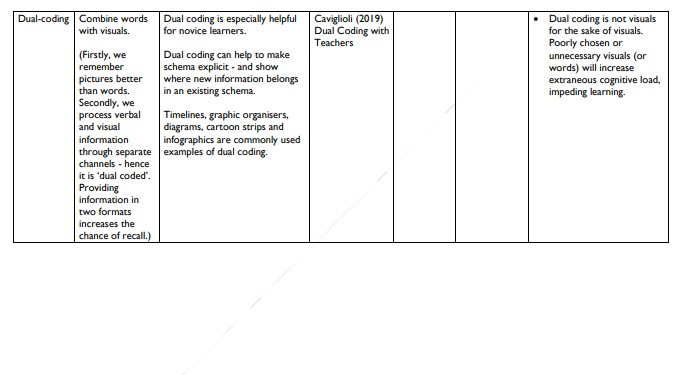 Dual-coding
Combine words
with visuals.
(Firstly, we
remember
pictures better
than words.
Secondly, we
process verbal
and visual
information
through separate
channels - hence
it is ‘dual coded’.
Providing
information in
two formats
increases the
chance of recall.)
Dual coding is especially helpful
for novice learners.
Dual coding can help to make
schema explicit - and show
where new information belongs
in an existing schema.
Timelines, graphic organisers,
diagrams, cartoon strips and
infographics are commonly used
examples of dual coding.
Caviglioli (2019)
Dual Coding with
Teachers
• Dual coding is not visuals
for the sake of visuals.
Poorly chosen or
unnecessary visuals (or
words) will increase
extraneous cognitive load,
impeding learning.